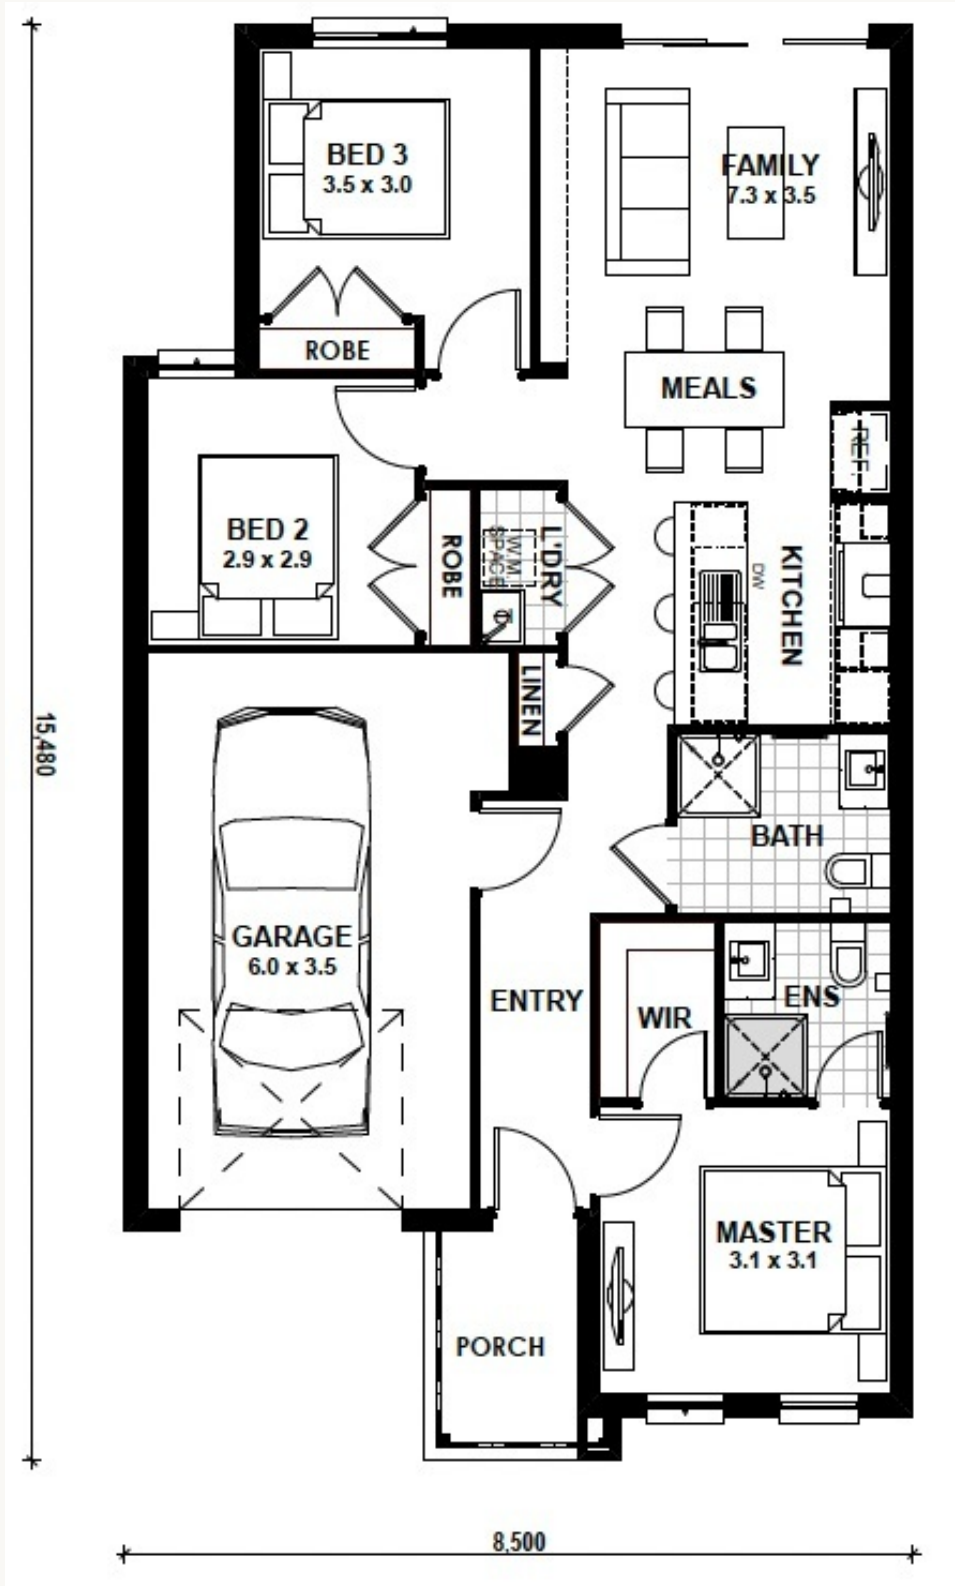 BED 3
3.5 x 3.0
FAMILY
7.3 x 3.5
ROBE
MEALS
REF.
BED 2
2.9 x 2.9
ROBE
W.M.
SPACE
L'DRY
DW
KITCHEN
LINEN
15,480
BATH
GARAGE
6.0 x 3.5
ENTRY
WIR
ENS
MASTER
3.1 x 3.1
PORCH
8,500